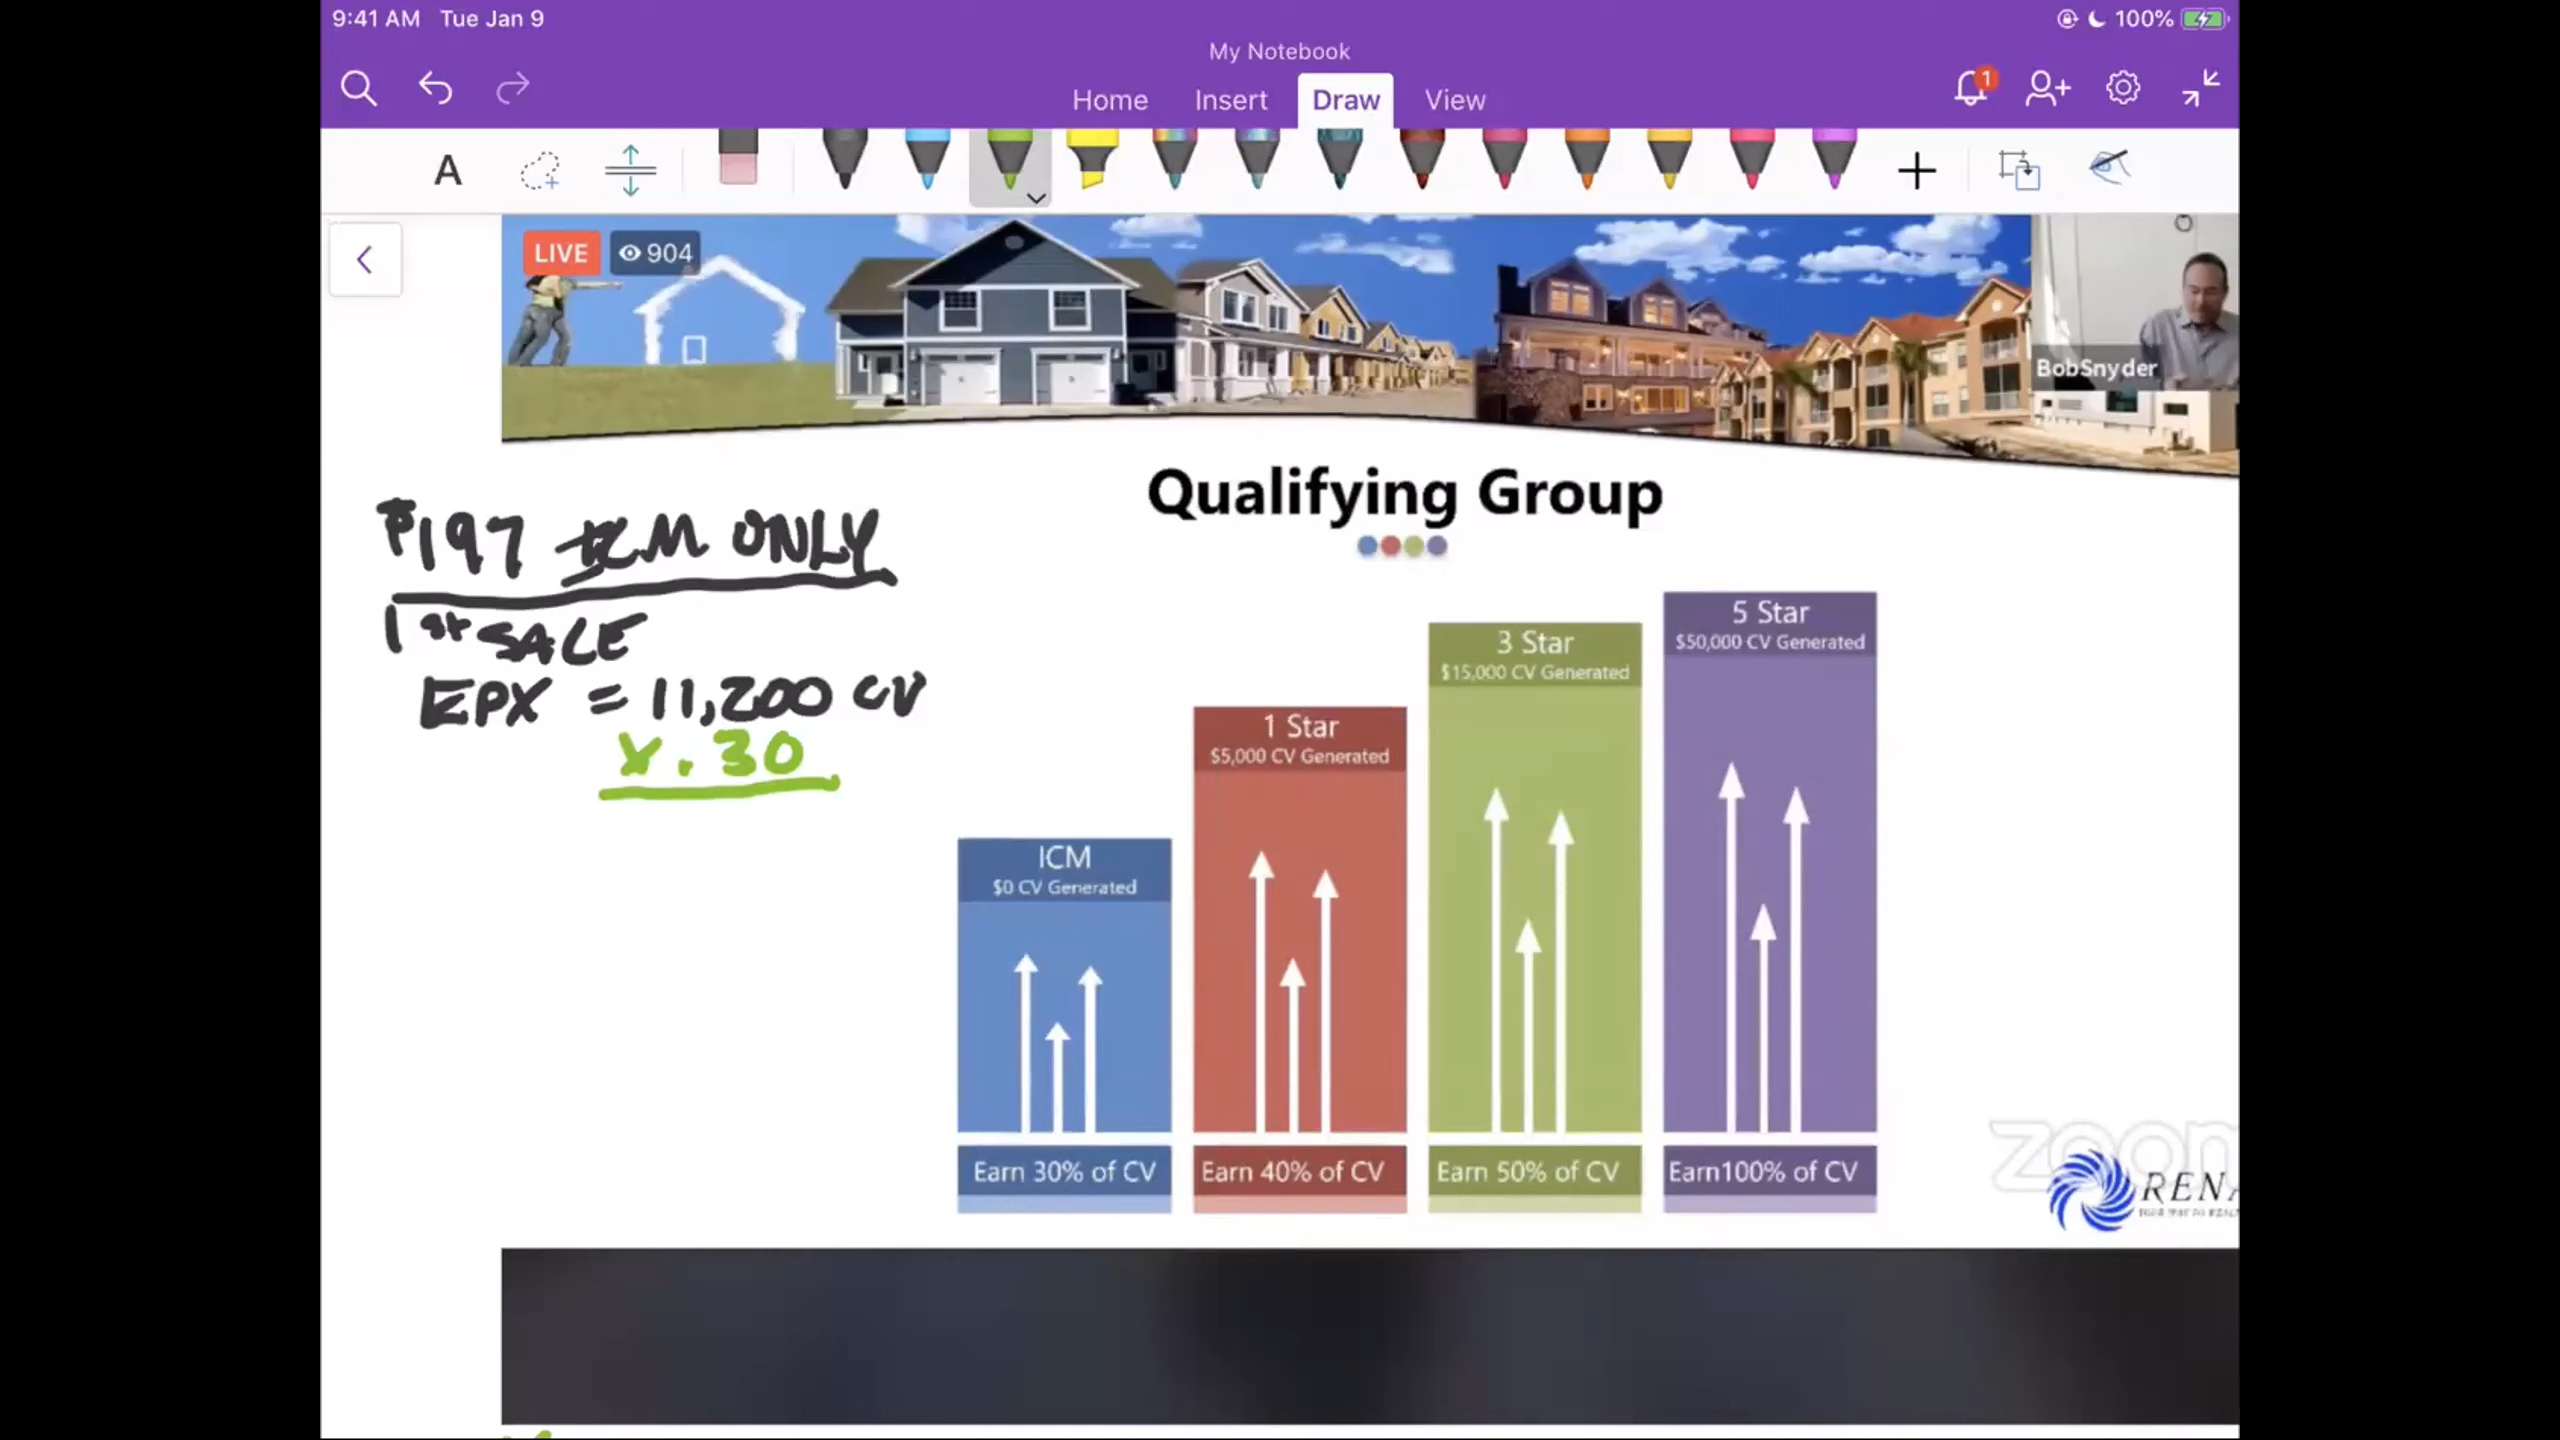 9:41 AM Tue Jan 9
100%
My Notebook
Home Insert Draw View
1
A
LIVE 904
BobSnyder
Qualifying Group
$197 ICM ONLY
1st SALE
EPX = 11,200 CV
x .30
ICM
$0 CV Generated
Earn 30% of CV
1 Star
$5,000 CV Generated
Earn 40% of CV
3 Star
$15,000 CV Generated
Earn 50% of CV
5 Star
$50,000 CV Generated
Earn100% of CV
zoom
RENA